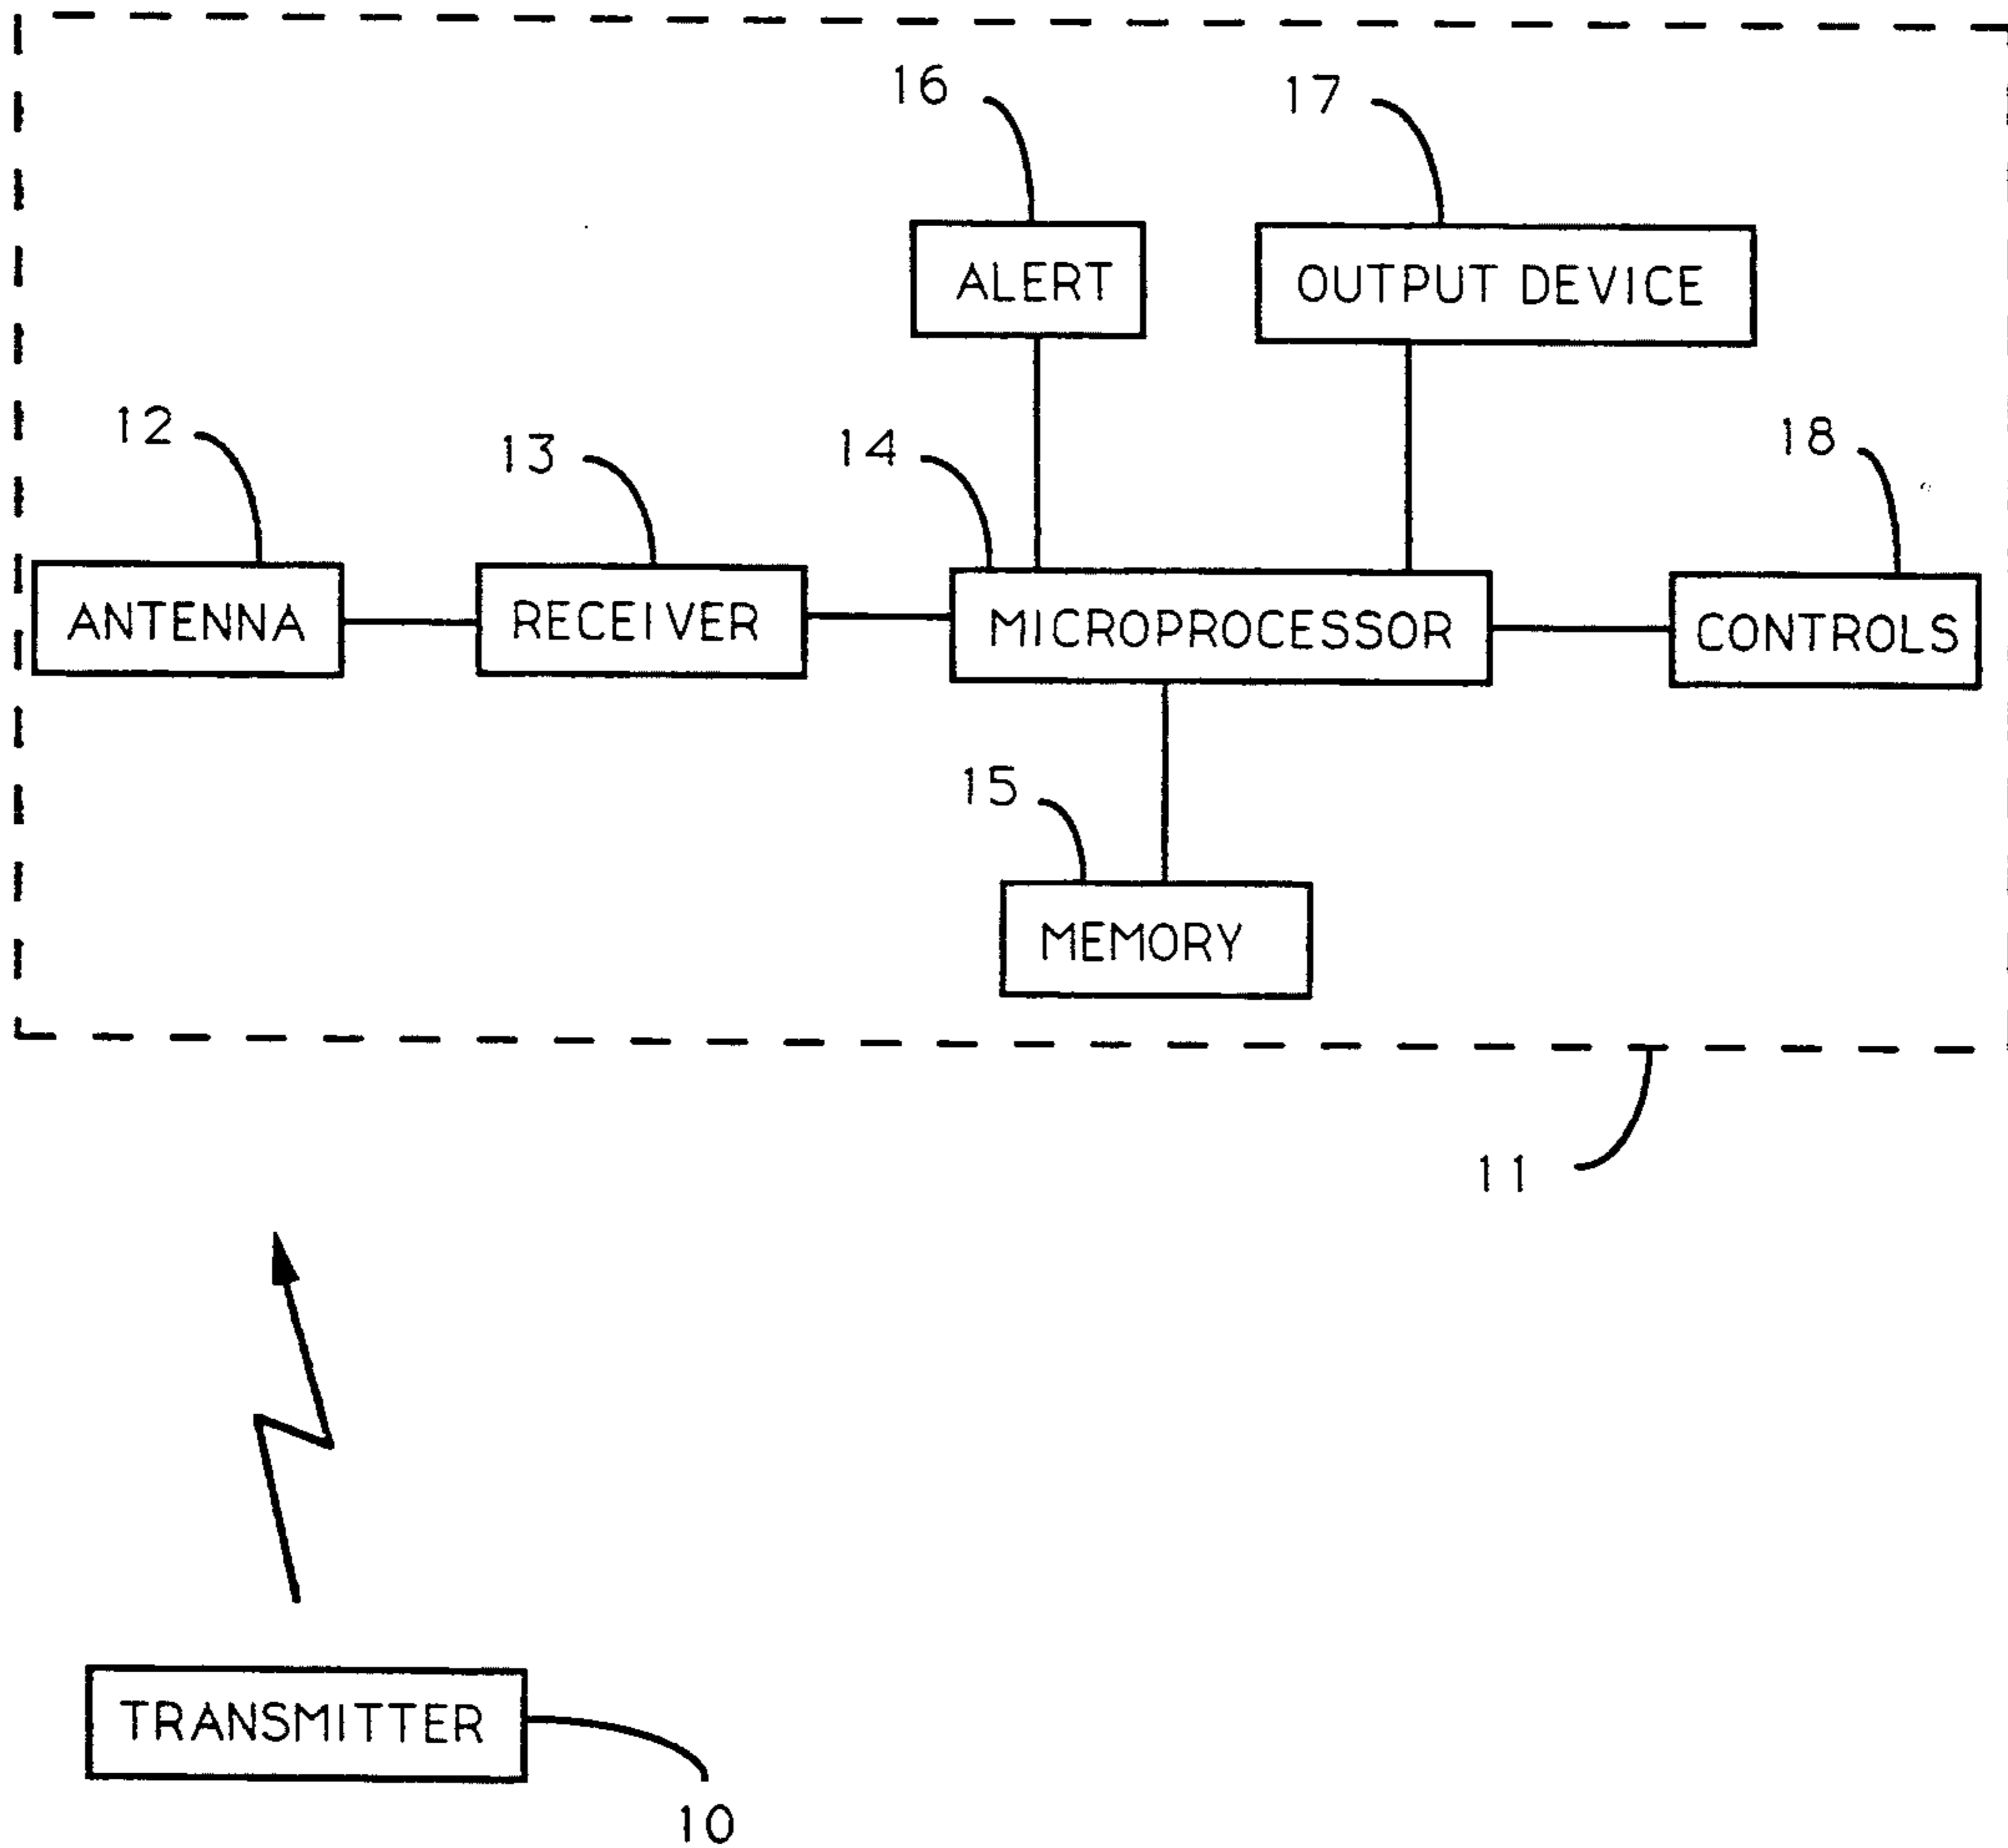 16
17
ALERT
OUTPUT DEVICE
12
13
14
18
ANTENNA
RECEIVER
MICROPROCESSOR
CONTROLS
15
MEMORY
11
TRANSMITTER
10